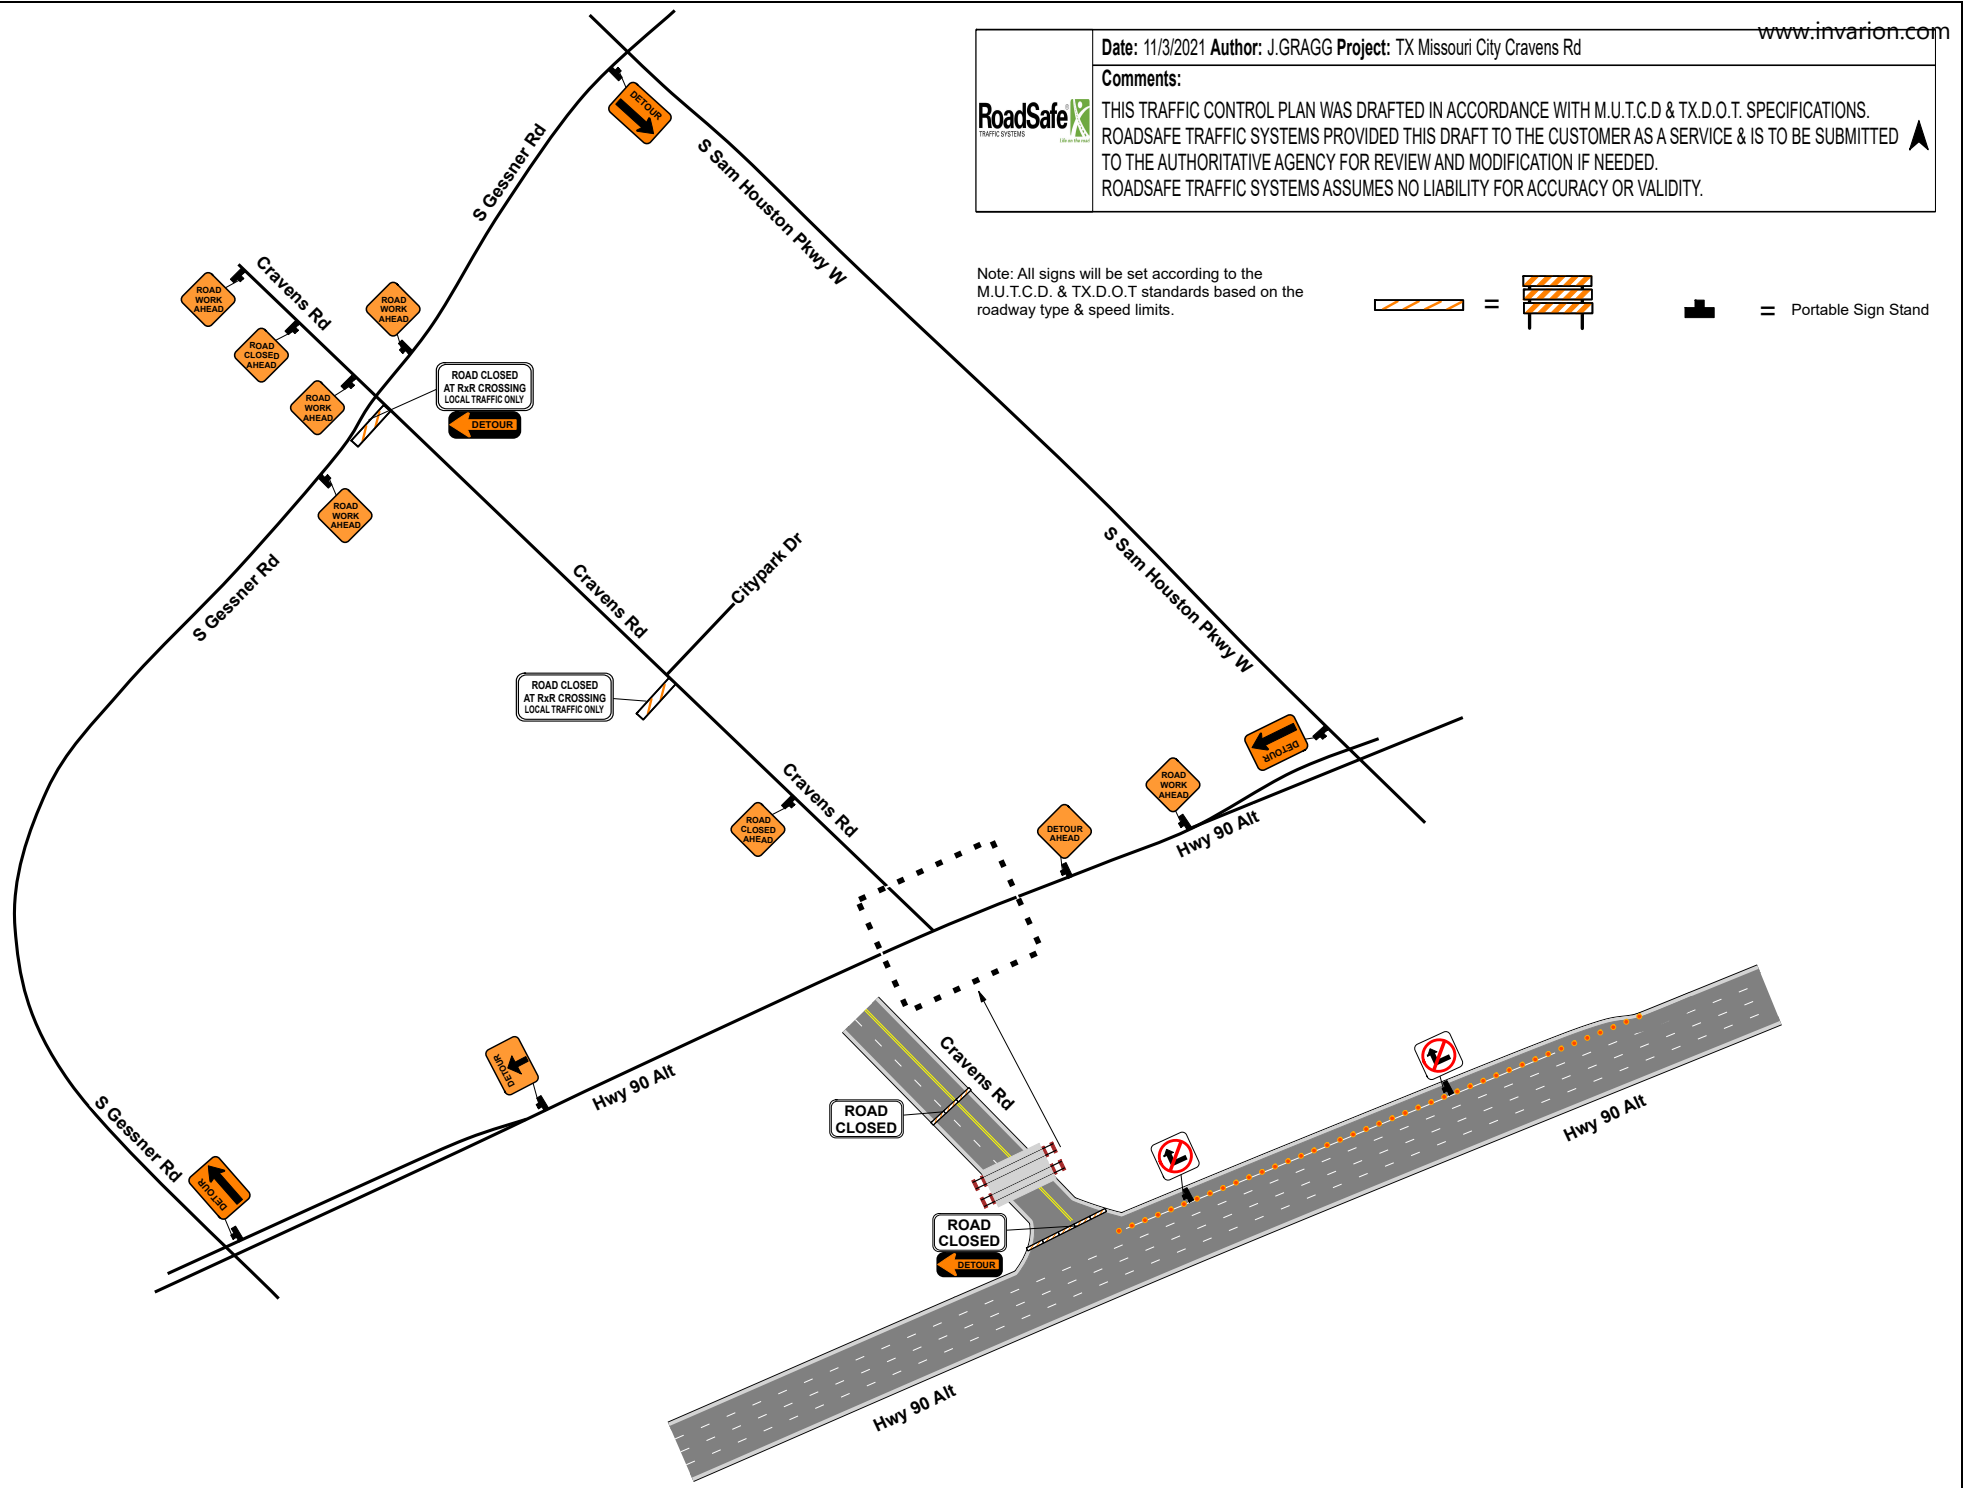 www.invarion.com
Date: 11/3/2021 Author: J.GRAGG Project: TX Missouri City Cravens Rd
Comments:
THIS TRAFFIC CONTROL PLAN WAS DRAFTED IN ACCORDANCE WITH M.U.T.C.D & TX.D.O.T. SPECIFICATIONS.
ROADSAFE TRAFFIC SYSTEMS PROVIDED THIS DRAFT TO THE CUSTOMER AS A SERVICE & IS TO BE SUBMITTED
TO THE AUTHORITATIVE AGENCY FOR REVIEW AND MODIFICATION IF NEEDED.
ROADSAFE TRAFFIC SYSTEMS ASSUMES NO LIABILITY FOR ACCURACY OR VALIDITY.
RoadSafe
TRAFFIC SYSTEMS
Life on the road
Note: All signs will be set according to the
M.U.T.C.D. & TX.D.O.T standards based on the
roadway type & speed limits.
=
= Portable Sign Stand
DETOUR
S Gessner Rd
S Sam Houston Pkwy W
Cravens Rd
ROAD
WORK
AHEAD
ROAD
WORK
AHEAD
ROAD
CLOSED
AHEAD
ROAD
WORK
AHEAD
ROAD CLOSED
AT RxR CROSSING
LOCAL TRAFFIC ONLY
DETOUR
ROAD
WORK
AHEAD
S Gessner Rd
Cravens Rd
Citypark Dr
S Sam Houston Pkwy W
ROAD CLOSED
AT RxR CROSSING
LOCAL TRAFFIC ONLY
DETOUR
Cravens Rd
ROAD
CLOSED
AHEAD
DETOUR
AHEAD
ROAD
WORK
AHEAD
Hwy 90 Alt
DETOUR
Hwy 90 Alt
S Gessner Rd
DETOUR
Cravens Rd
ROAD
CLOSED
ROAD
CLOSED
DETOUR
Hwy 90 Alt
Hwy 90 Alt